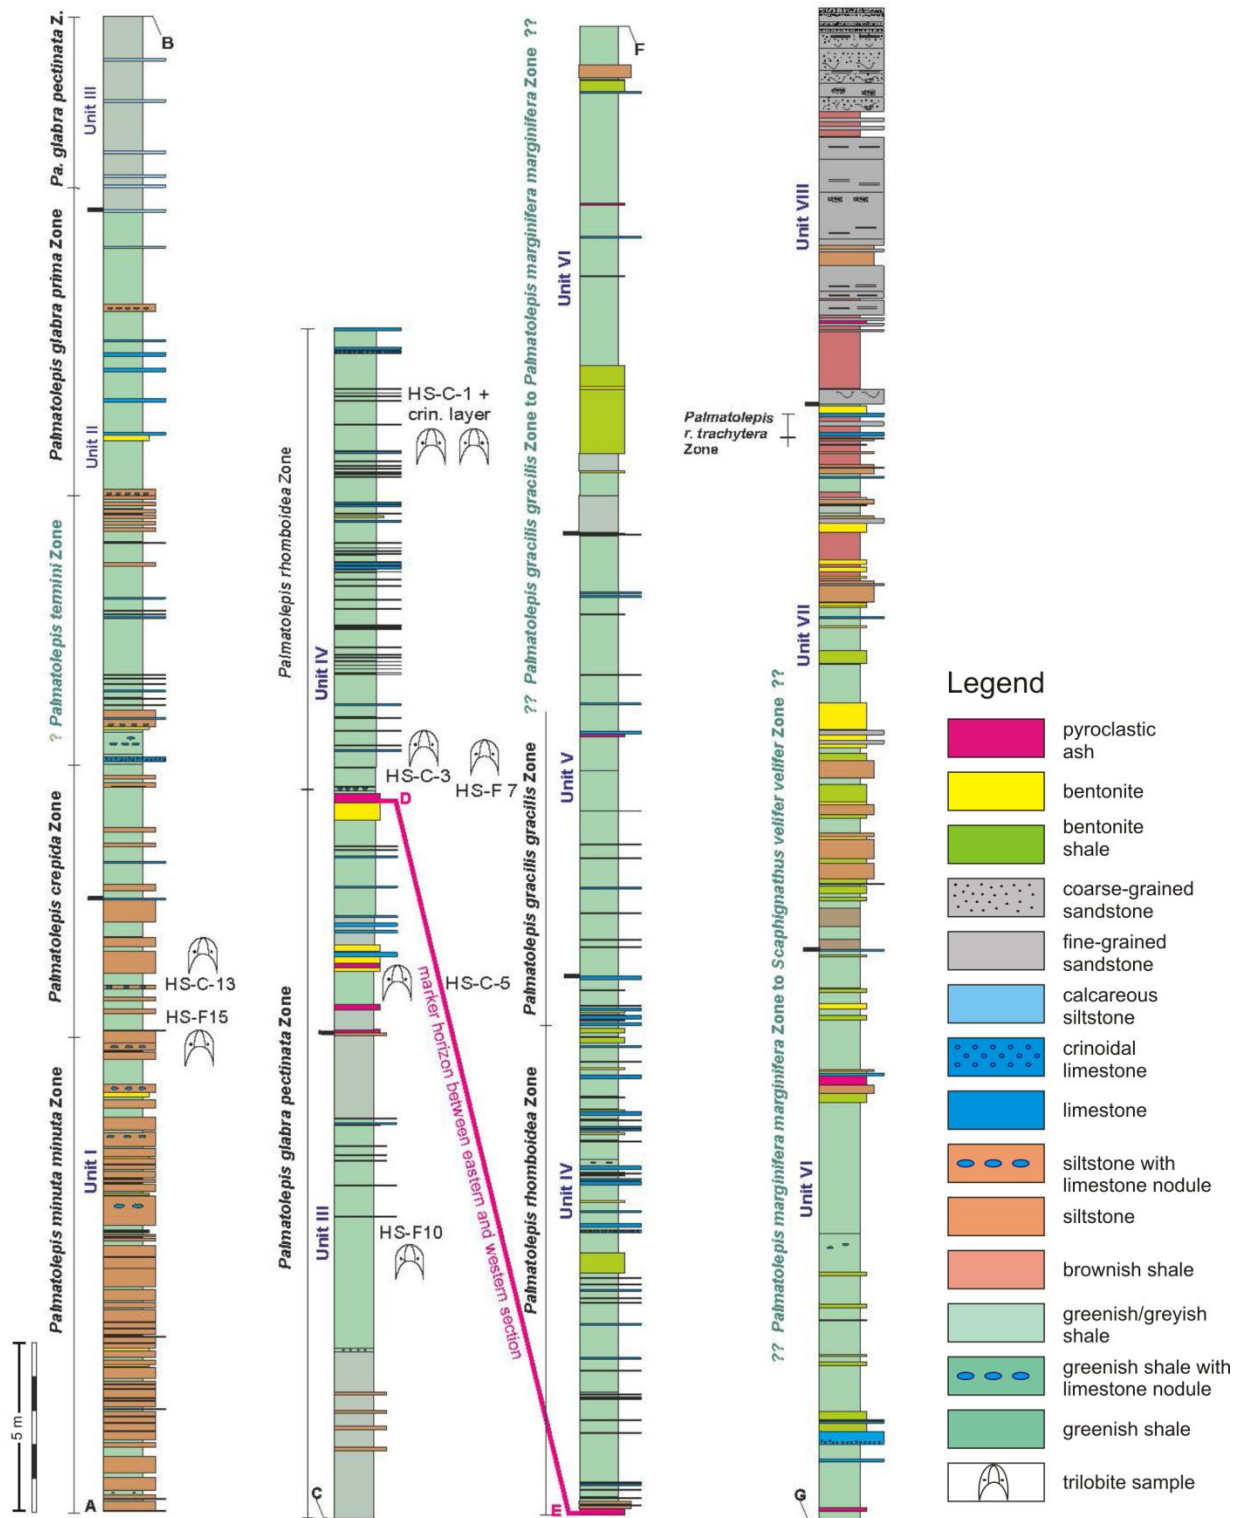 B
Pa. glabra pectinata Z.
Unit III
Palmatolepis glabra prima Zone
Unit II
? Palmatolepis termini Zone
Palmatolepis crepida Zone
HS-C-13
HS-F15
Palmatolepis minuta minuta Zone
Unit I
5 m
A
Palmatolepis rhomboidea Zone
Unit IV
HS-C-1 +
crin. layer
HS-C-3
HS-F 7
D
HS-C-5
Palmatolepis glabra pectinata Zone
Unit III
HS-F10
C
marker horizon between eastern and western section
F
?? Palmatolepis gracilis gracilis Zone to Palmatolepis marginifera marginifera Zone ??
Unit VI
Palmatolepis gracilis gracilis Zone
Unit V
Palmatolepis rhomboidea Zone
Unit IV
E
Unit VIII
Palmatolepis
r. trachytera
Zone
Unit VII
?? Palmatolepis marginifera marginifera Zone to Scaphignathus velifer velifer Zone ??
Unit VI
G
Legend
pyroclastic
ash
bentonite
bentonite
shale
coarse-grained
sandstone
fine-grained
sandstone
calcareous
siltstone
crinoidal
limestone
limestone
siltstone with
limestone nodule
siltstone
brownish shale
greenish/greyish
shale
greenish shale with
limestone nodule
greenish shale
trilobite sample